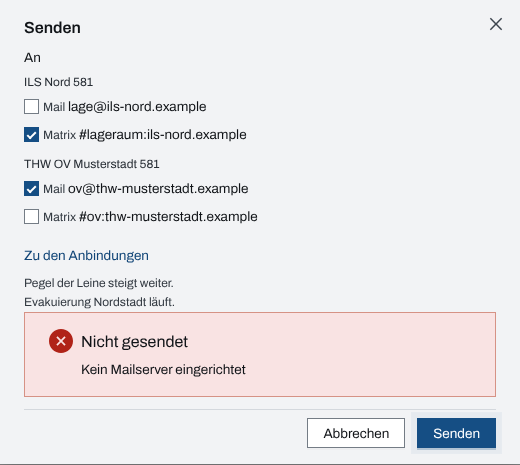 Senden
An
ILS Nord 581
Mail lage@ils-nord.example
Matrix #lageraum:ils-nord.example
THW OV Musterstadt 581
Mail ov@thw-musterstadt.example
Matrix #ov:thw-musterstadt.example
Zu den Anbindungen
Pegel der Leine steigt weiter.
Evakuierung Nordstadt läuft.
Nicht gesendet
Kein Mailserver eingerichtet
Abbrechen Senden